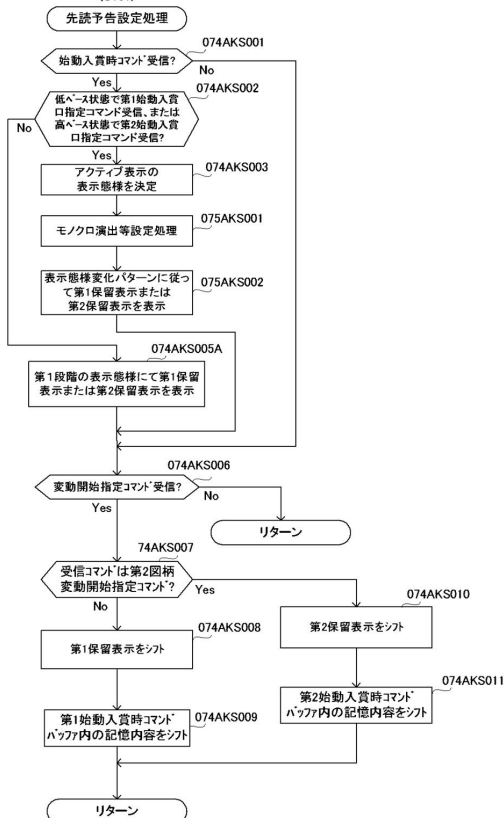 先読予告設定処理
074AKS001
始動入賞時コマンド受信?
No
Yes
074AKS002
低ベース状態で第1始動入賞
口指定コマンド受信、または
高ベース状態で第2始動入賞
口指定コマンド受信?
No
Yes
074AKS003
アクティブ表示の
表示態様を決定
075AKS001
モノクロ演出等設定処理
075AKS002
表示態様変化パターンに従っ
て第1保留表示または
第2保留表示を表示
074AKS005A
第1段階の表示態様にて第1保留
表示または第2保留表示を表示
074AKS006
変動開始指定コマンド受信?
No
Yes
リターン
74AKS007
受信コマンドは第2図柄
変動開始指定コマンド?
Yes
No
074AKS010
074AKS008
第2保留表示をシフト
第1保留表示をシフト
074AKS011
第2始動入賞時コマンド
バッファ内の記憶内容をシフト
074AKS009
第1始動入賞時コマンド
バッファ内の記憶内容をシフト
リターン